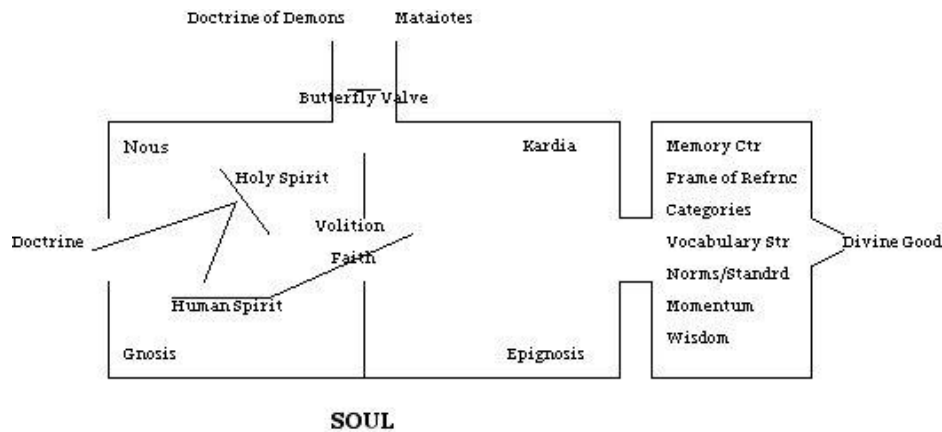 Doctrine of Demons Mataiotes
Butterfly Valve
Nous Kardia Memory Ctr
Holy Spirit Frame of Refrnc
Categories
Volition
Doctrine Vocabulary Str Divine Good
Faith
Norms/Standrd
Human Spirit Momentum
Wisdom
Gnosis Epignosis
SOUL